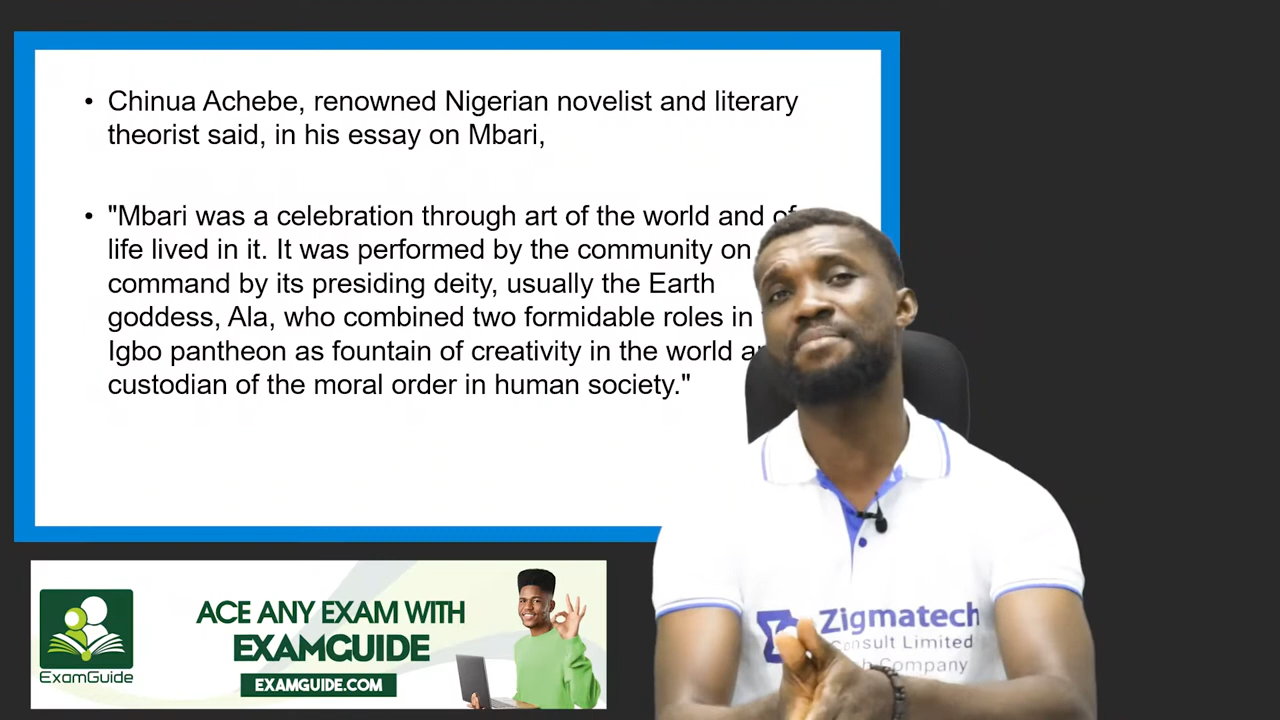 • Chinua Achebe, renowned Nigerian novelist and literary
theorist said, in his essay on Mbari,
• "Mbari was a celebration through art of the world and of
life lived in it. It was performed by the community on
command by its presiding deity, usually the Earth
goddess, Ala, who combined two formidable roles in
Igbo pantheon as fountain of creativity in the world
custodian of the moral order in human society."
ExamGuide
ACE ANY EXAM WITH
EXAMGUIDE
EXAMGUIDE.COM
Zigmatech
Consult Limited
Company